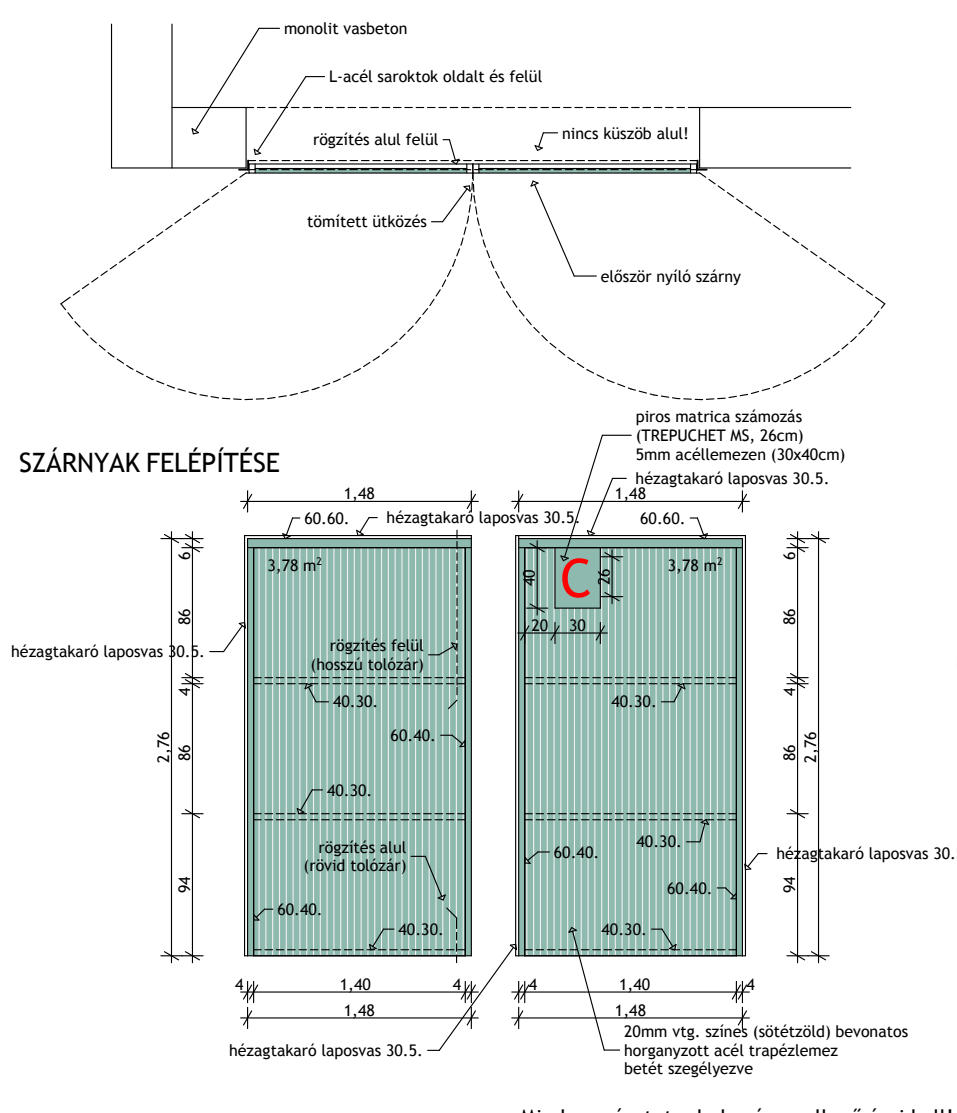 monolit vasbeton
L-acél saroktok oldalt és felül
rögzítés alul felül
nincs küszöb alul!
tömített ütközés
először nyíló szárny
piros matrica számozás
(TREPUCHET MS, 26cm)
5mm acéllemezen (30x40cm)
SZÁRNYAK FELÉPÍTÉSE
hézagtakaró laposvas 30.5.
1,48
1,48
60.60.
hézagtakaró laposvas 30.5.
60.60.
6
3,78 m²
40
C
26
3,78 m²
6
86
20
30
86
hézagtakaró laposvas 30.5.
rögzítés felül
(hosszú tolózár)
4
40.30.
40.30.
4
2,76
86
60.40.
86
2,76
40.30.
rögzítés alul
(rövid tolózár)
60.40.
40.30.
hézagtakaró laposvas 30.
94
60.40.
60.40.
94
40.30.
40.30.
4
1,40
4
4
1,40
4
1,48
1,48
hézagtakaró laposvas 30.5.
20mm vtg. színes (sötétzöld) bevonatos
horganyzott acél trapézlemez
betét szegélyezve